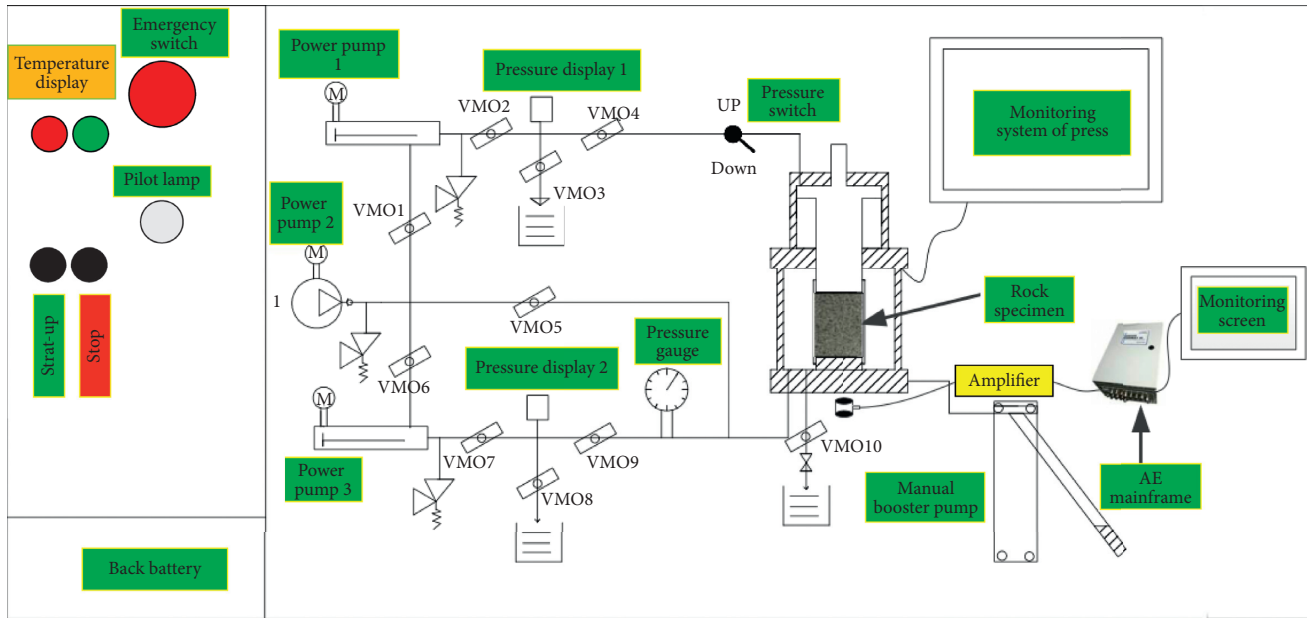 Emergency
switch
Temperature
display
Pilot lamp
Strat-up
Stop
Back battery
Power pump
1
M
Pressure display 1
VMO2
VMO4
VMO3
VMO1
UP
Down
Pressure
switch
Monitoring
system of press
Power
pump 2
M
1
VMO5
VMO6
Pressure
gauge
Pressure display 2
Rock
specimen
Monitoring
screen
Amplifier
M
Power
pump 3
VMO7
VMO9
VMO8
VMO10
Manual
booster pump
AE
mainframe